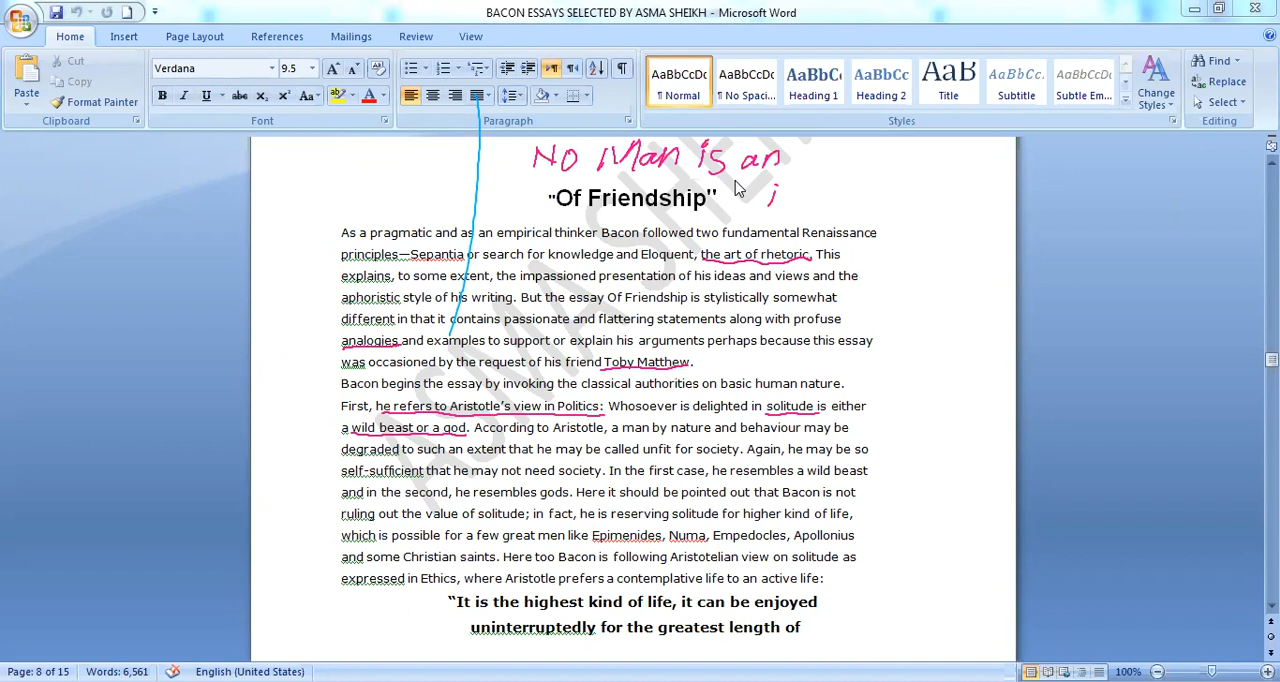 BACON ESSAYS SELECTED BY ASMA SHEIKH - Microsoft Word
Home Insert Page Layout References Mailings Review View
Paste
Cut
Copy
Format Painter
Clipboard
Verdana 9.5
B I U abc X₂ X² Aa
Font
Paragraph
AaBbCcDc AaBbCcDc AaBbC AaBbCc AaB AaBbCc. AaBbCcDc
¶ Normal ¶ No Spaci... Heading 1 Heading 2 Title Subtitle Subtle Em...
Styles
Change
Styles
Find
Replace
Select
Editing
No Man is an
i
"Of Friendship"
As a pragmatic and as an empirical thinker Bacon followed two fundamental Renaissance
principles—Sepantia or search for knowledge and Eloquent, the art of rhetoric. This
explains, to some extent, the impassioned presentation of his ideas and views and the
aphoristic style of his writing. But the essay Of Friendship is stylistically somewhat
different in that it contains passionate and flattering statements along with profuse
analogies and examples to support or explain his arguments perhaps because this essay
was occasioned by the request of his friend Toby Matthew.
Bacon begins the essay by invoking the classical authorities on basic human nature.
First, he refers to Aristotle's view in Politics: Whosoever is delighted in solitude is either
a wild beast or a god. According to Aristotle, a man by nature and behaviour may be
degraded to such an extent that he may be called unfit for society. Again, he may be so
self-sufficient that he may not need society. In the first case, he resembles a wild beast
and in the second, he resembles gods. Here it should be pointed out that Bacon is not
ruling out the value of solitude; in fact, he is reserving solitude for higher kind of life,
which is possible for a few great men like Epimenides, Numa, Empedocles, Apollonius
and some Christian saints. Here too Bacon is following Aristotelian view on solitude as
expressed in Ethics, where Aristotle prefers a contemplative life to an active life:
"It is the highest kind of life, it can be enjoyed
uninterruptedly for the greatest length of
ASMA SHEIKH
Page: 8 of 15 Words: 6,561 English (United States) 100%